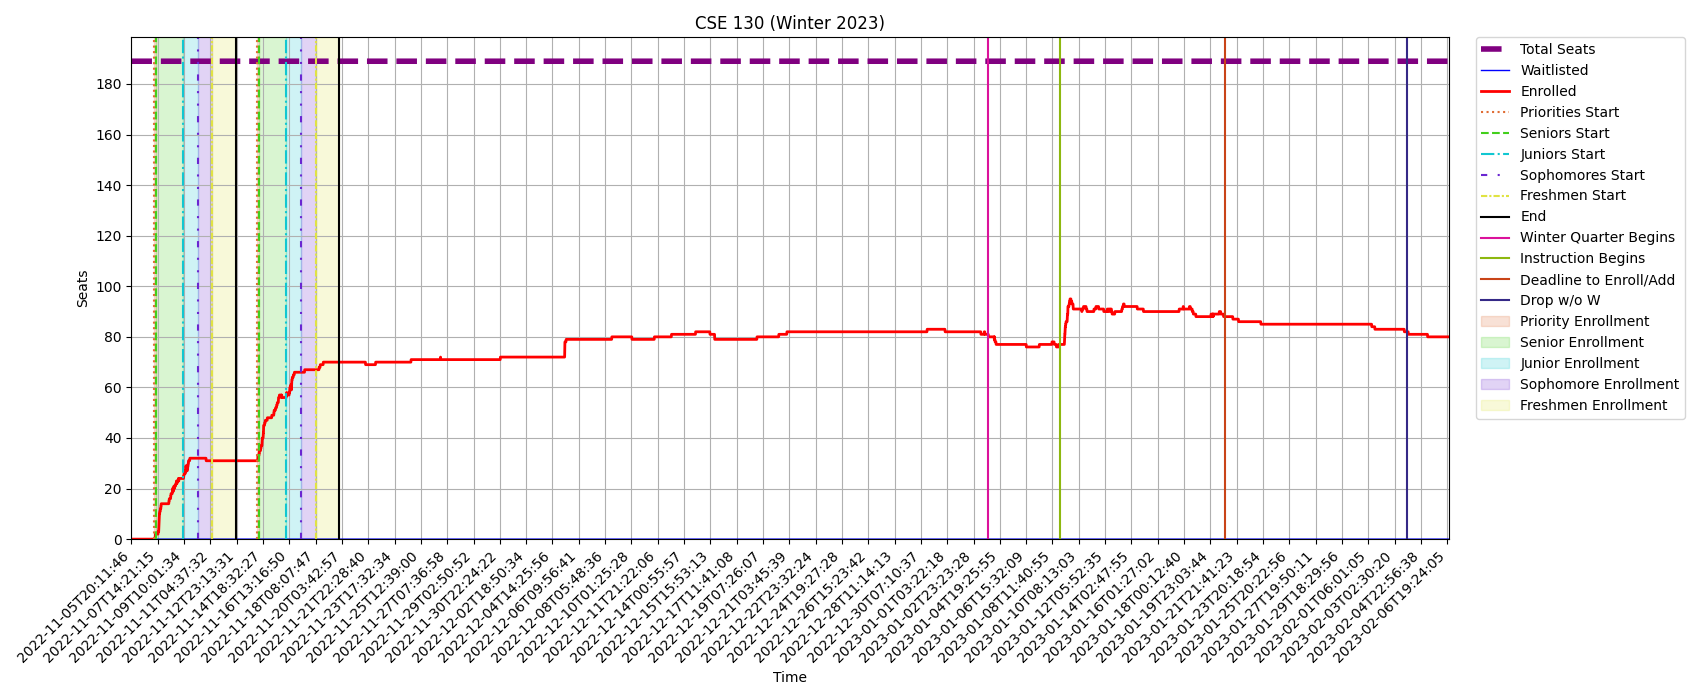 CSE 130 (Winter 2023)
Seats
180
160
140
120
100
80
60
40
20
0
2022-11-05T20:11:46
2022-11-07T14:21:15
2022-11-09T10:01:34
2022-11-11T04:37:32
2022-11-12T23:13:31
2022-11-14T18:32:27
2022-11-16T13:16:50
2022-11-18T08:07:47
2022-11-20T03:42:57
2022-11-21T22:28:40
2022-11-23T17:32:34
2022-11-25T12:39:00
2022-11-27T07:36:58
2022-11-29T02:50:52
2022-11-30T22:24:22
2022-12-02T18:50:34
2022-12-04T14:25:56
2022-12-06T09:56:41
2022-12-08T05:48:36
2022-12-10T01:25:28
2022-12-11T21:22:06
2022-12-14T00:55:57
2022-12-15T15:53:13
2022-12-17T11:41:08
2022-12-19T07:26:07
2022-12-21T03:45:39
2022-12-22T23:32:24
2022-12-24T19:27:28
2022-12-26T15:23:42
2022-12-28T11:14:13
2022-12-30T07:10:37
2023-01-01T03:22:18
2023-01-02T23:23:28
2023-01-04T19:25:55
2023-01-06T15:32:09
2023-01-08T11:40:55
2023-01-10T08:13:03
2023-01-12T05:52:35
2023-01-14T02:47:55
2023-01-16T01:27:02
2023-01-18T00:12:40
2023-01-19T23:03:44
2023-01-21T21:41:23
2023-01-23T20:18:54
2023-01-25T20:22:56
2023-01-27T19:50:11
2023-01-29T18:29:56
2023-02-01T06:01:05
2023-02-03T02:30:20
2023-02-04T22:56:38
2023-02-06T19:24:05
Time
Total Seats
Waitlisted
Enrolled
Priorities Start
Seniors Start
Juniors Start
Sophomores Start
Freshmen Start
End
Winter Quarter Begins
Instruction Begins
Deadline to Enroll/Add
Drop w/o W
Priority Enrollment
Senior Enrollment
Junior Enrollment
Sophomore Enrollment
Freshmen Enrollment